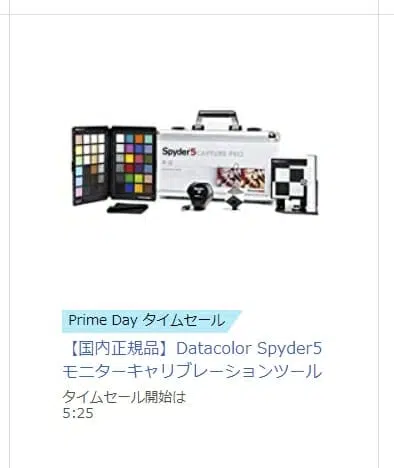 Spyder5 CAPTURE PRO
Prime Day タイムセール
【国内正規品】Datacolor Spyder5
モニターキャリブレーションツール
タイムセール開始は
5:25